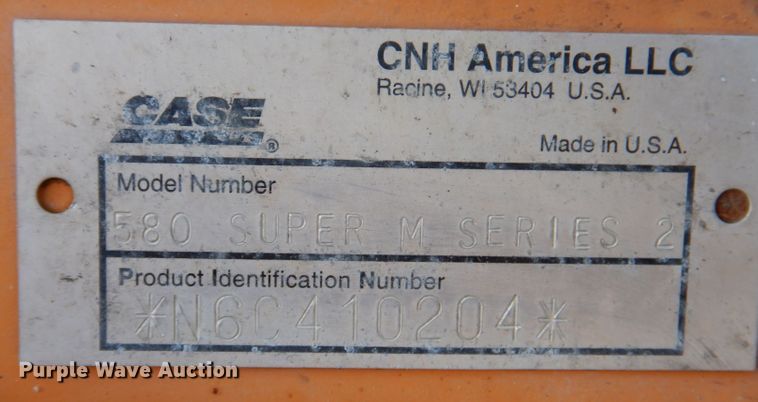 CNH America LLC
Racine, WI 53404 U.S.A.
CASE
®
Made in U.S.A.
Model Number
580 SUPER M SERIES 2
Product Identification Number
*N6C410204*
Purple Wave Auction